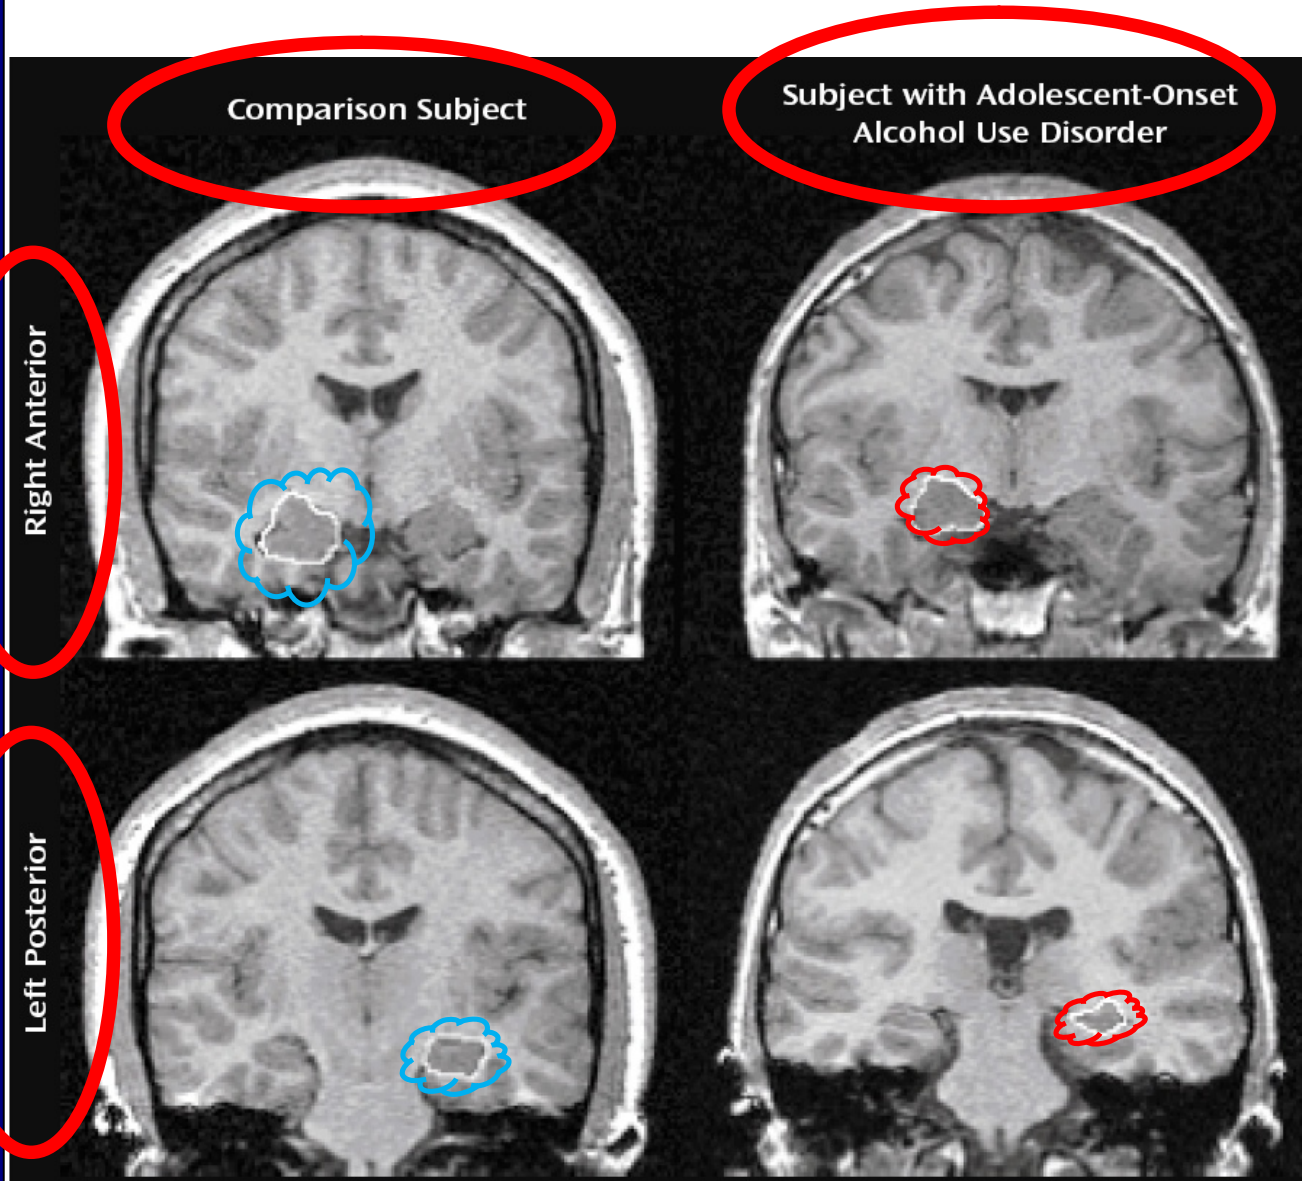 Comparison Subject
Subject with Adolescent-Onset
Alcohol Use Disorder
Right Anterior
Left Posterior